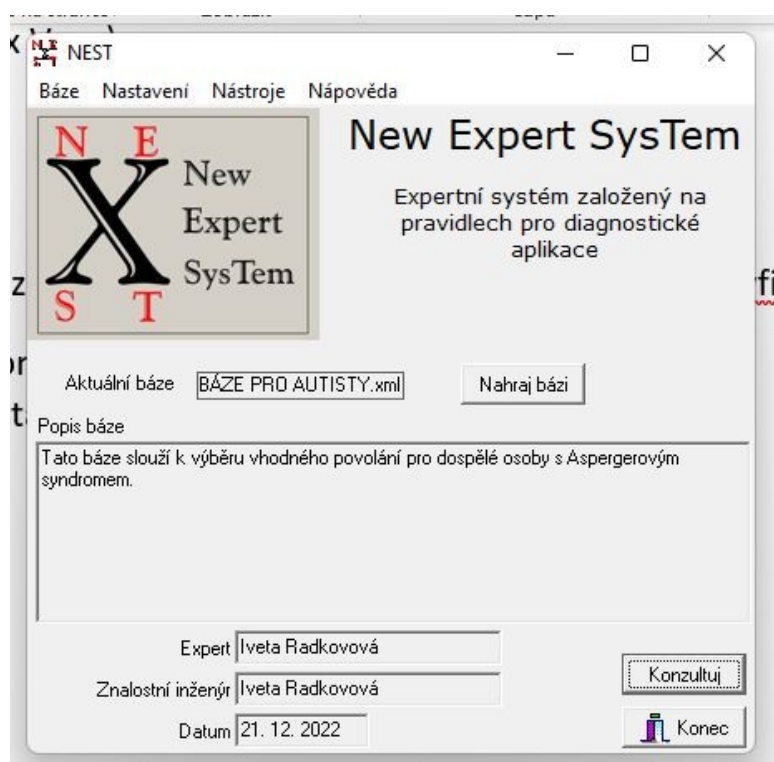 NEST
Báze Nastavení Nástroje Nápověda
N E
X
New
Expert
SysTem
S T
New Expert SysTem
Expertní systém založený na
pravidlech pro diagnostické
aplikace
Aktuální báze BÁZE PRO AUTISTY.xml Nahraj bázi
Popis báze
Tato báze slouží k výběru vhodného povolání pro dospělé osoby s Aspergerovým
syndromem.
Expert Iveta Radkovová
Konzultuj
Znalostní inženýr Iveta Radkovová
Datum 21. 12. 2022
Konec